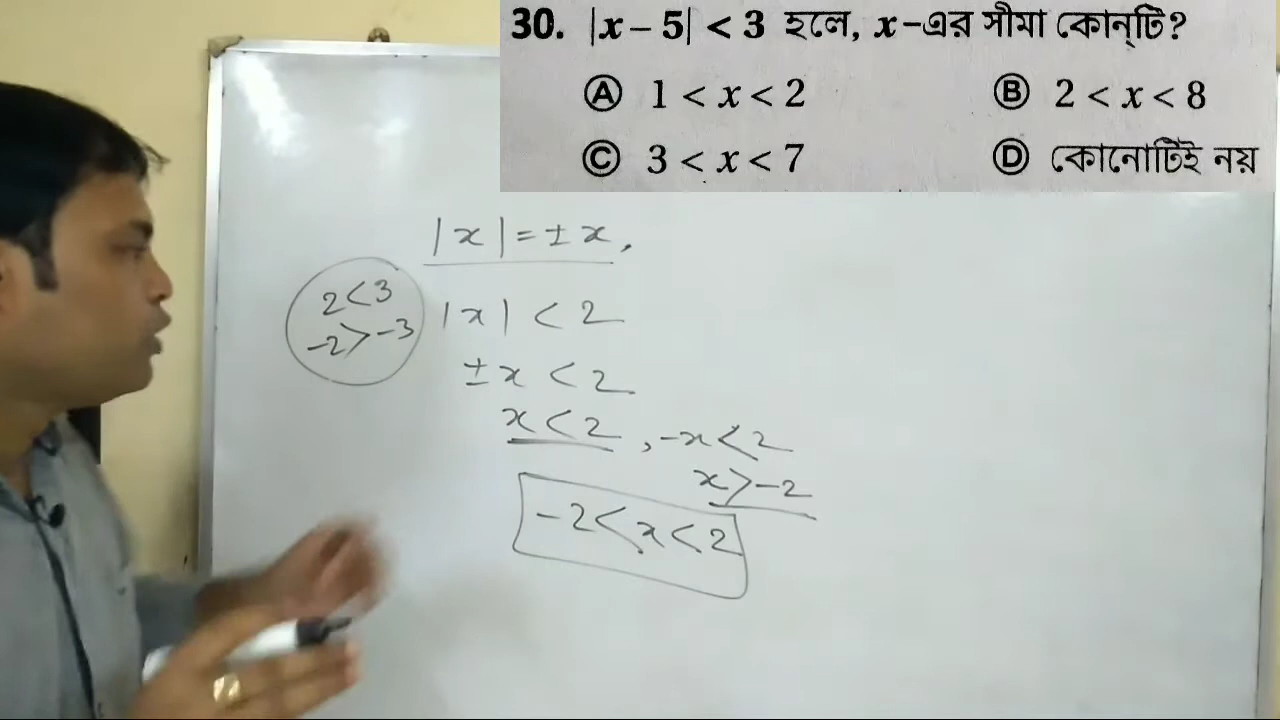 30. |x – 5| < 3 হলে, x–এর সীমা কোন্‌টি?
Ⓐ 1 < x < 2 Ⓑ 2 < x < 8
Ⓒ 3 < x < 7 Ⓓ কোনোটিই নয়
|x| = ±x,
2<3
-2>-3
|x| < 2
±x < 2
x < 2, -x < 2
x > -2
-2 < x < 2